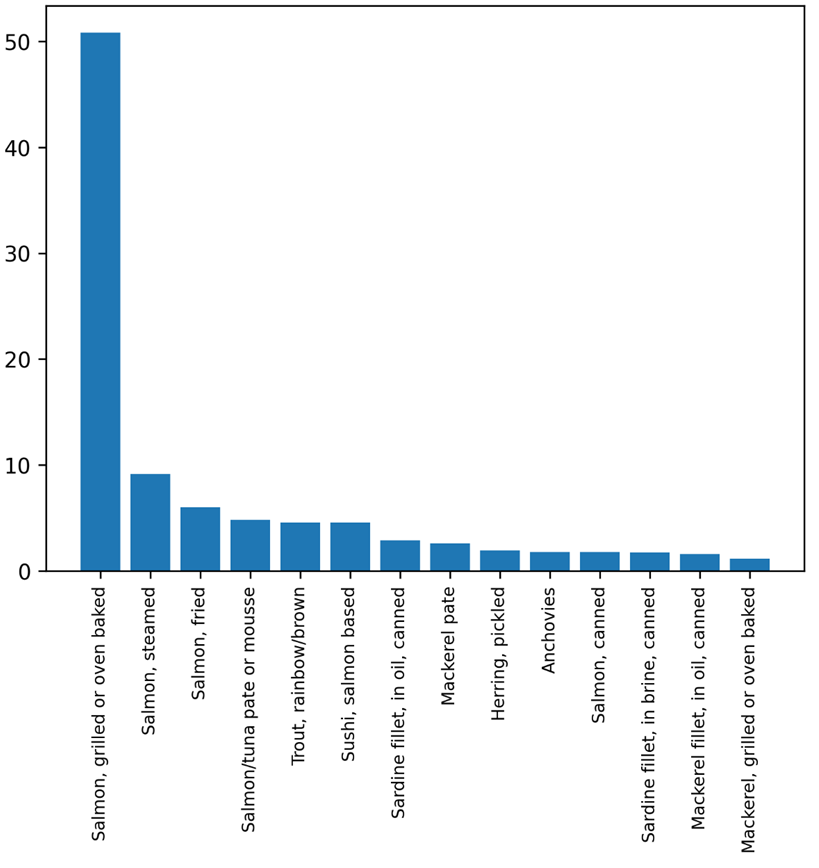 50
40
30
20
10
0
Salmon, grilled or oven baked
Salmon, steamed
Salmon, fried
Salmon/tuna pate or mousse
Trout, rainbow/brown
Sushi, salmon based
Sardine fillet, in oil, canned
Mackerel pate
Herring, pickled
Anchovies
Salmon, canned
Sardine fillet, in brine, canned
Mackerel fillet, in oil, canned
Mackerel, grilled or oven baked